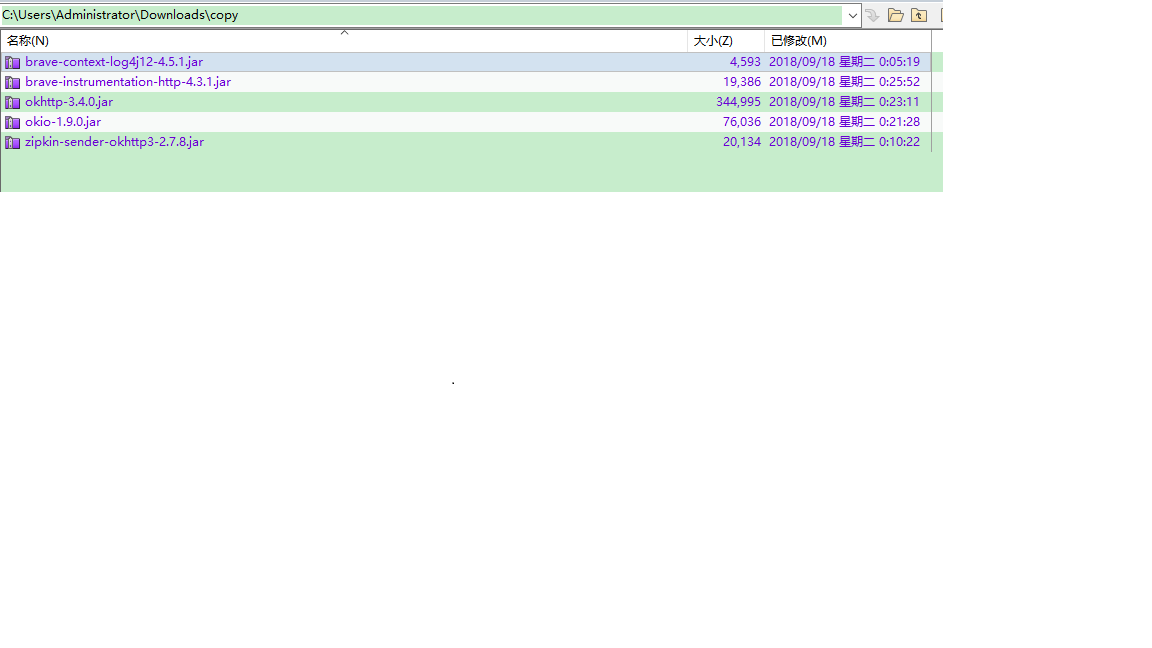 C:\Users\Administrator\Downloads\copy
名称(N) 大小(Z) 已修改(M)
brave-context-log4j12-4.5.1.jar 4,593 2018/09/18 星期二 0:05:19
brave-instrumentation-http-4.3.1.jar 19,386 2018/09/18 星期二 0:25:52
okhttp-3.4.0.jar 344,995 2018/09/18 星期二 0:23:11
okio-1.9.0.jar 76,036 2018/09/18 星期二 0:21:28
zipkin-sender-okhttp3-2.7.8.jar 20,134 2018/09/18 星期二 0:10:22